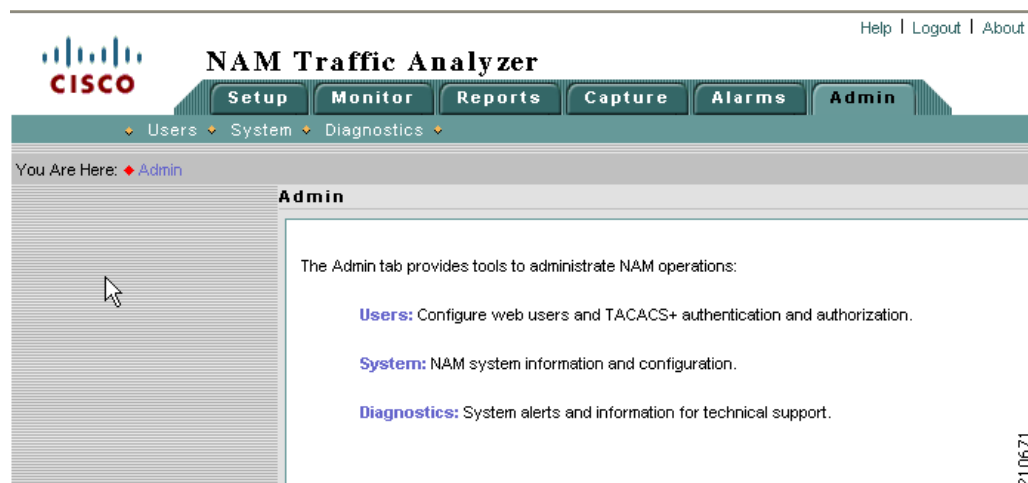 Help | Logout | About
CISCO
NAM Traffic Analyzer
Setup Monitor Reports Capture Alarms Admin
Users System Diagnostics
You Are Here: Admin
Admin
The Admin tab provides tools to administrate NAM operations:
Users: Configure web users and TACACS+ authentication and authorization.
System: NAM system information and configuration.
Diagnostics: System alerts and information for technical support.
210671